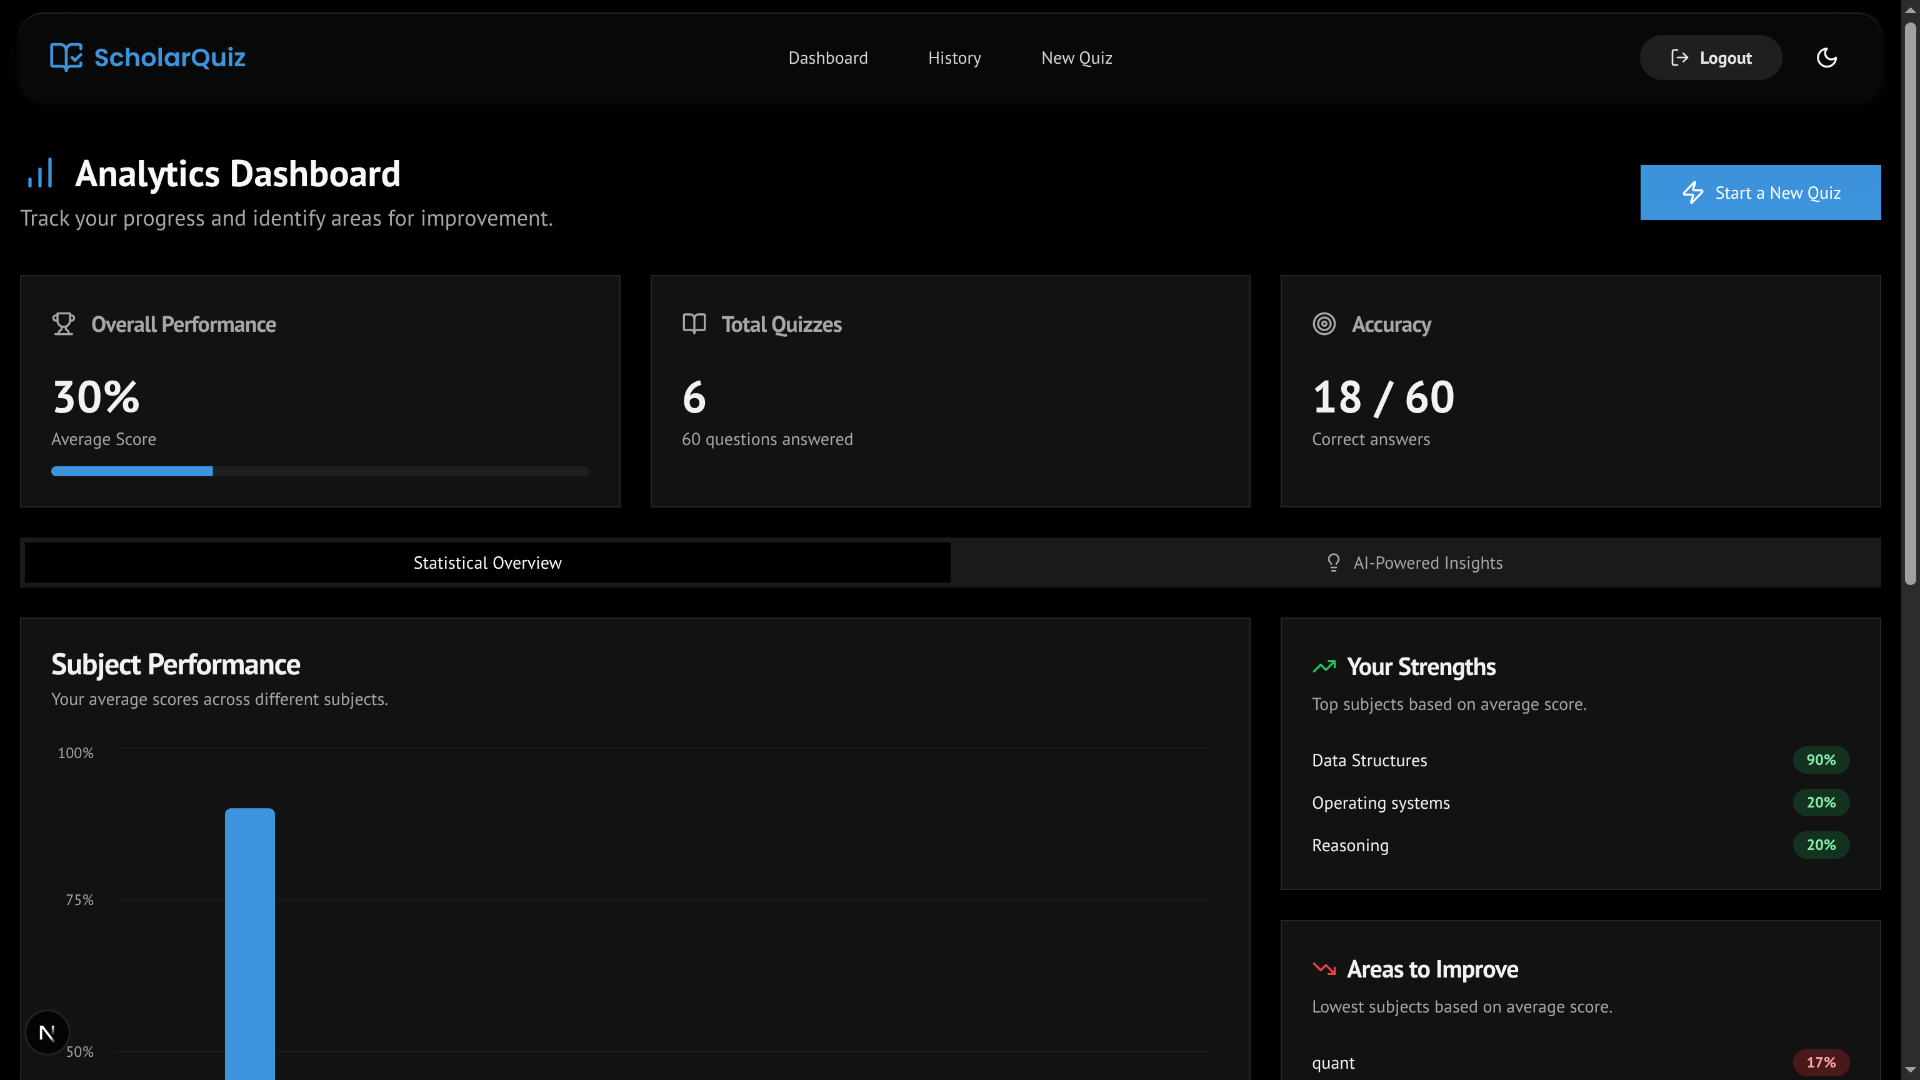 ScholarQuiz
Dashboard
History
New Quiz
Logout
Analytics Dashboard
Track your progress and identify areas for improvement.
Start a New Quiz
Overall Performance
30%
Average Score
Total Quizzes
6
60 questions answered
Accuracy
18 / 60
Correct answers
Statistical Overview
AI-Powered Insights
Subject Performance
Your average scores across different subjects.
100%
75%
50%
N
Your Strengths
Top subjects based on average score.
Data Structures 90%
Operating systems 20%
Reasoning 20%
Areas to Improve
Lowest subjects based on average score.
quant 17%